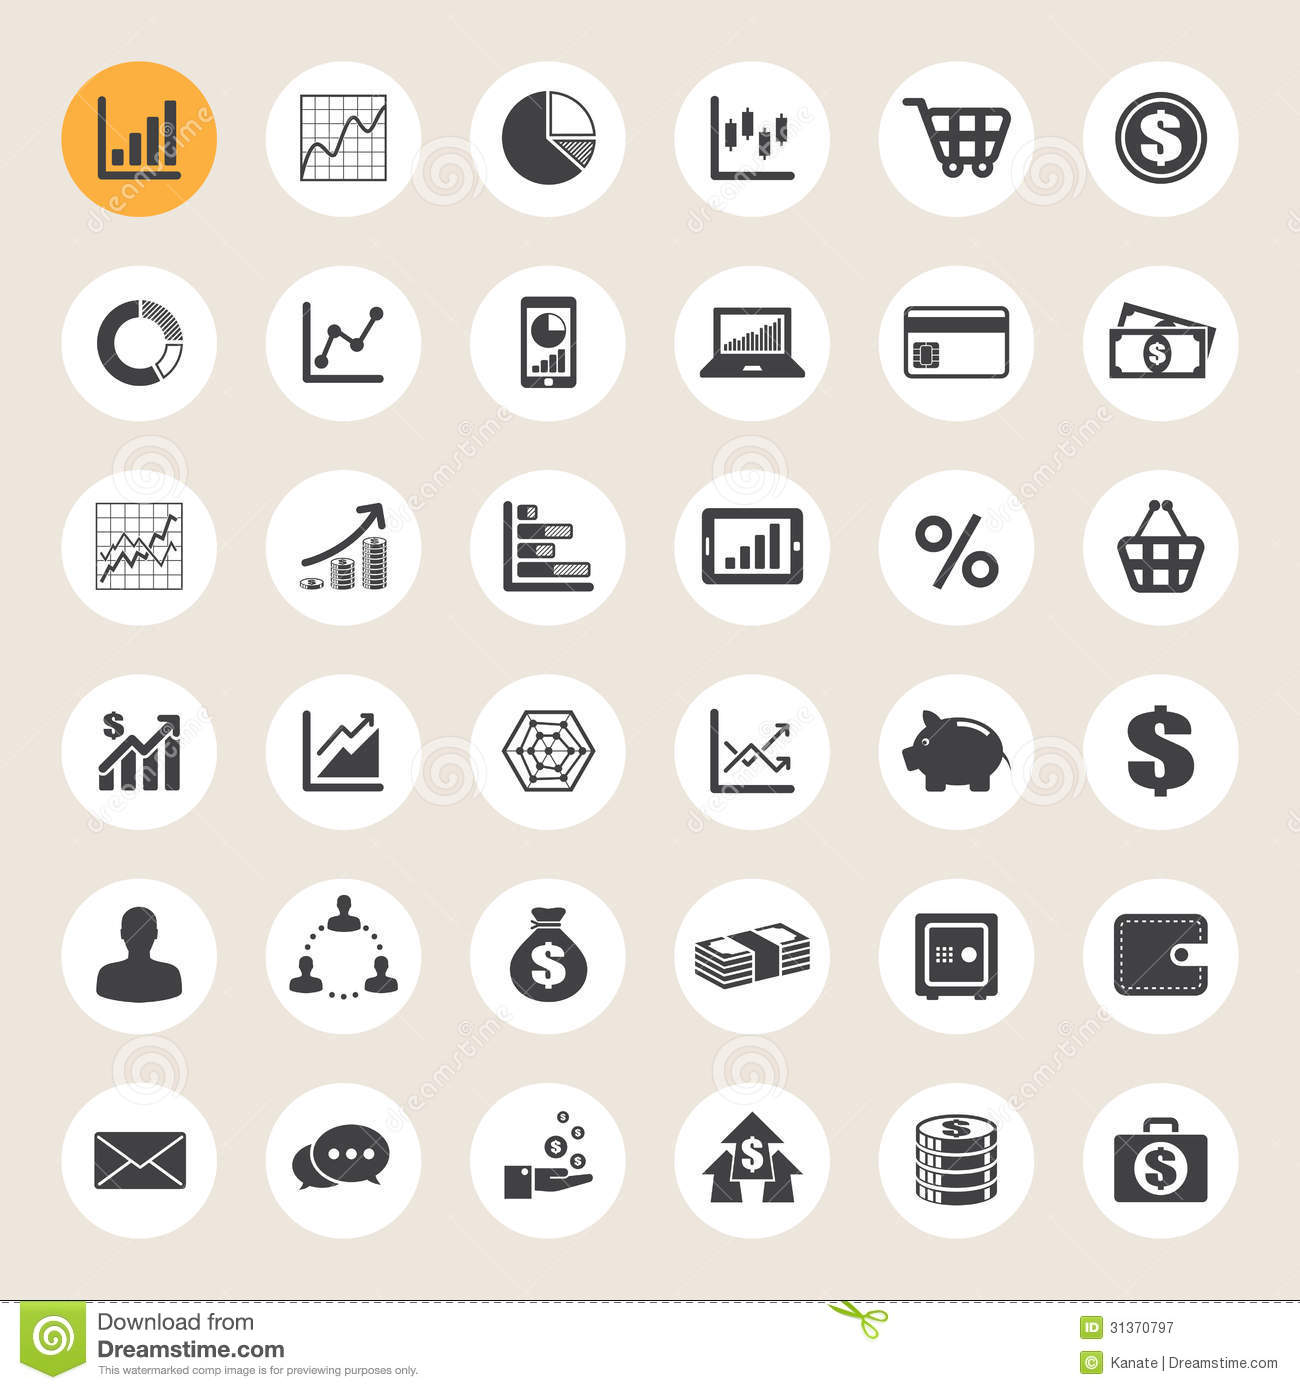 Download from
Dreamstime.com
This watermarked comp image is for previewing purposes only.
ID 31370797
© Kanate | Dreamstime.com